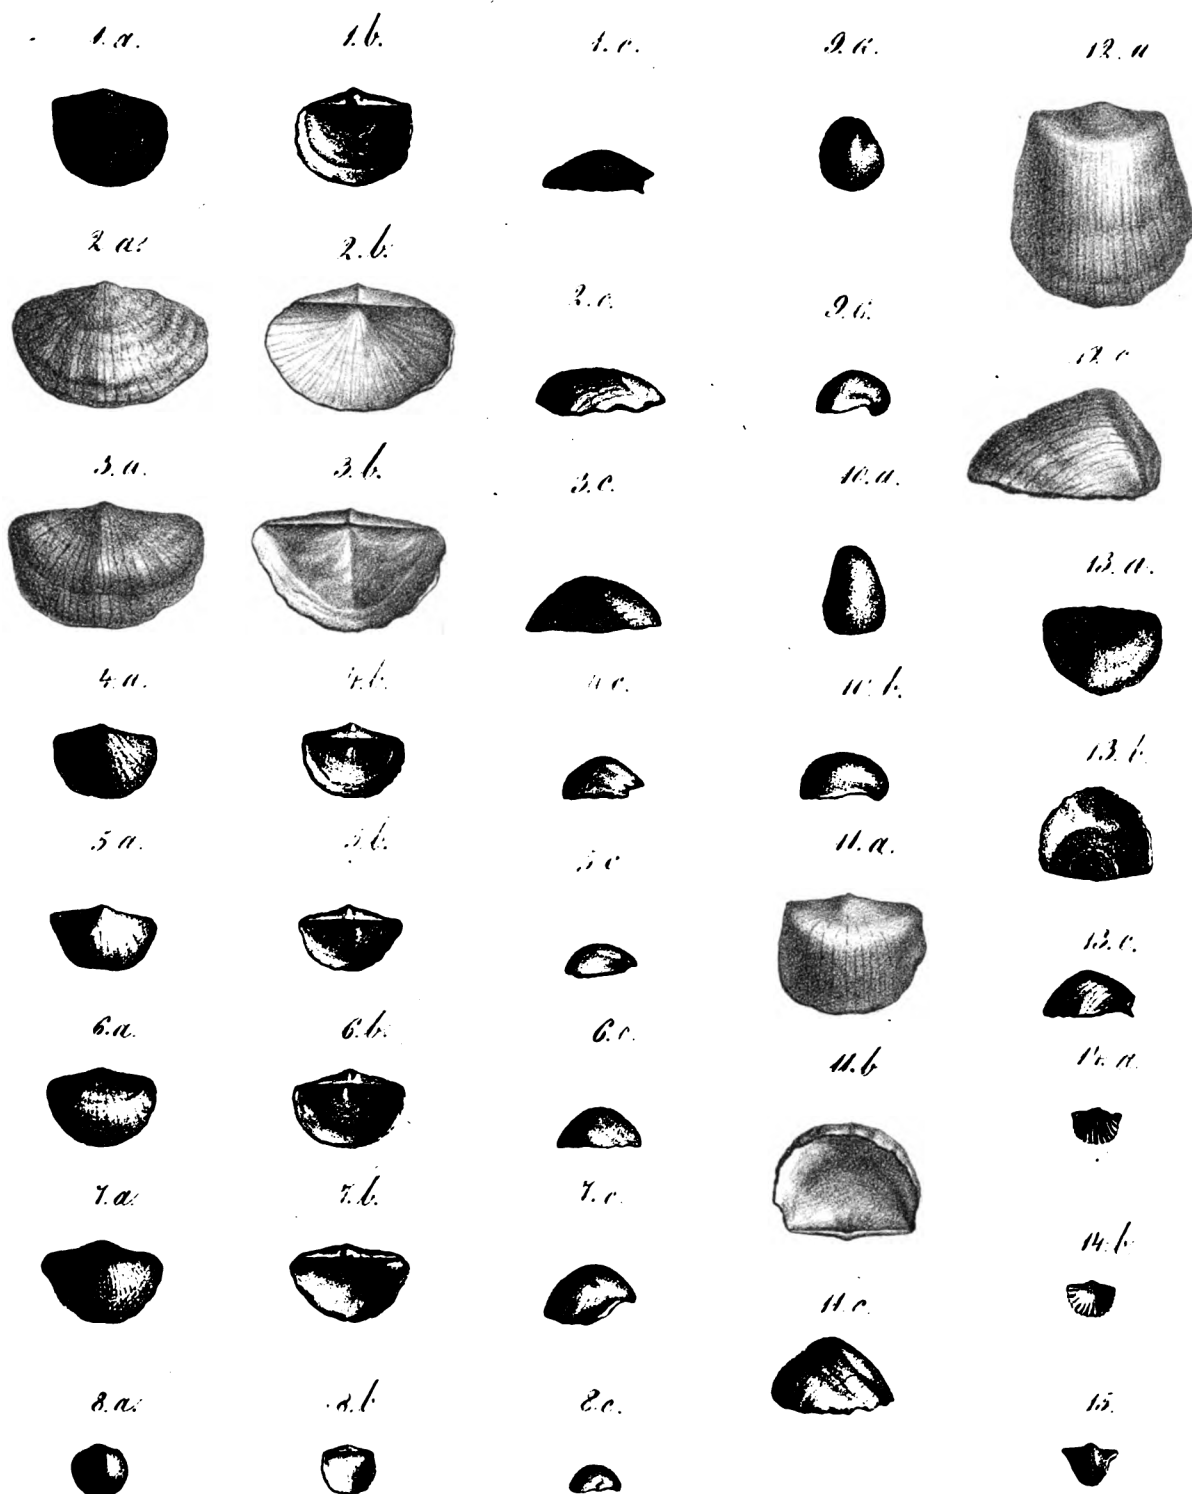 1.a. 1.b. 1.c. 9.a. 12.a
2.a. 2.b.
2.c. 9.b.
12.c
3.a. 3.b. 3.c. 10.a.
13.a.
4.a. 4.b. 4.c. 10.b.
13.b
5.a. 5.b. 5.c 11.a.
13.c.
6.a. 6.b. 6.c. 11.b 14.a.
7.a. 7.b. 7.c.
14.b
11.c.
8.a. 8.b 8.c. 15.